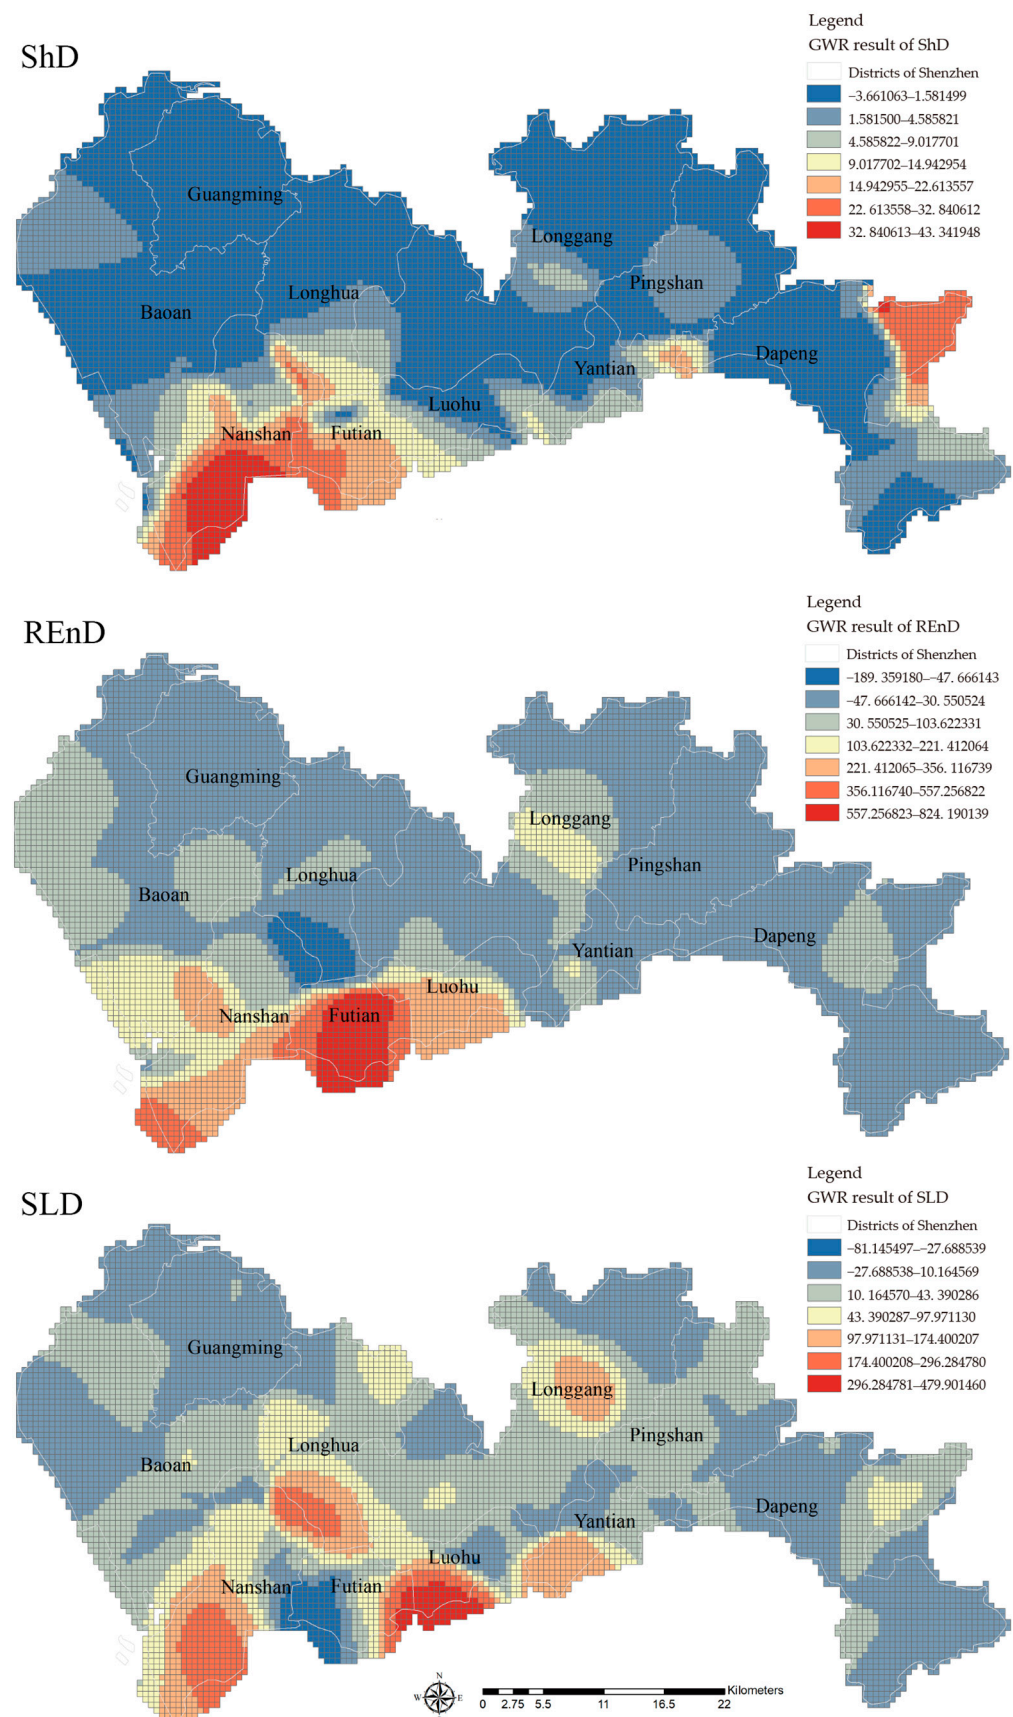 ShD
Legend
GWR result of ShD
Districts of Shenzhen
−3.661063–1.581499
1.581500–4.585821
4.585822–9.017701
9.017702–14.942954
14.942955–22.613557
22. 613558–32. 840612
32. 840613–43. 341948
Guangming
Longgang
Pingshan
Longhua
Baoan
Dapeng
Yantian
Luohu
Nanshan
Futian
REnD
Legend
GWR result of REnD
Districts of Shenzhen
−189. 359180–−47. 666143
−47. 666142–30. 550524
30. 550525–103.622331
103.622332–221. 412064
221. 412065–356. 116739
356.116740–557.256822
557.256823–824. 190139
Guangming
Longgang
Pingshan
Longhua
Baoan
Dapeng
Yantian
Luohu
Nanshan
Futian
SLD
Legend
GWR result of SLD
Districts of Shenzhen
−81.145497–−27.688539
−27.688538–10.164569
10. 164570–43. 390286
43. 390287–97.971130
97.971131–174.400207
174.400208–296.284780
296.284781–479.901460
Guangming
Longgang
Pingshan
Longhua
Baoan
Dapeng
Yantian
Luohu
Nanshan
Futian
N
W
E
S
Kilometers
0 2.75 5.5 11 16.5 22